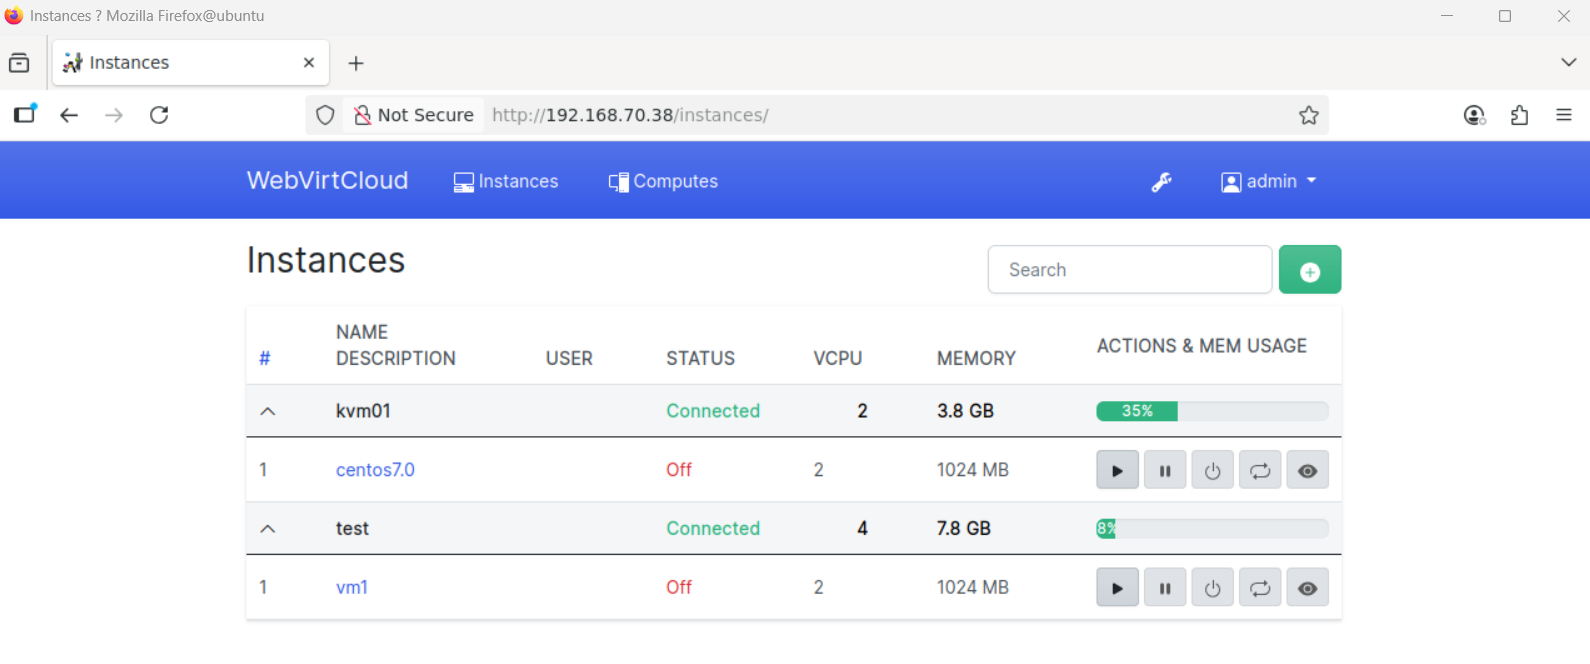 Instances ? Mozilla Firefox@ubuntu
Instances
Not Secure http://192.168.70.38/instances/
WebVirtCloud Instances Computes admin
Instances
Search
# NAME DESCRIPTION USER STATUS VCPU MEMORY ACTIONS & MEM USAGE
kvm01 Connected 2 3.8 GB 35%
1 centos7.0 Off 2 1024 MB
test Connected 4 7.8 GB 8%
1 vm1 Off 2 1024 MB